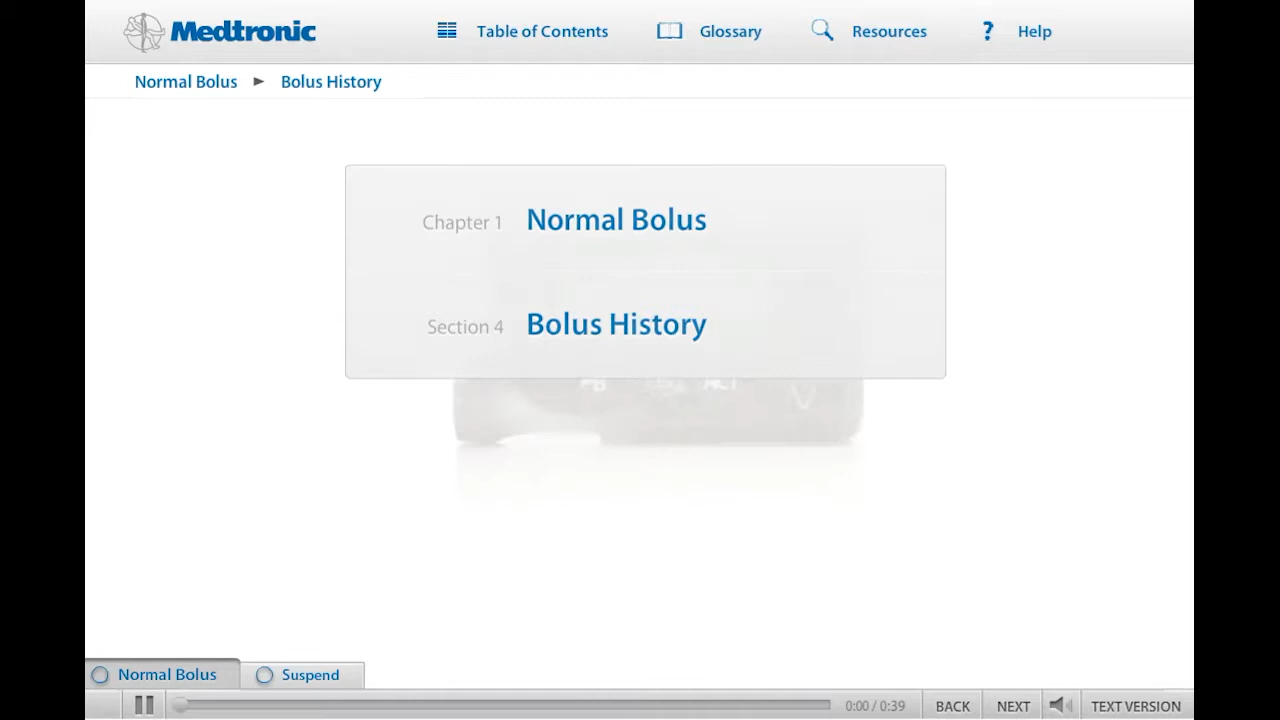 Medtronic
Table of Contents
Glossary
Resources
? Help
Normal Bolus ► Bolus History
Chapter 1 Normal Bolus
Section 4 Bolus History
ACT
Normal Bolus
Suspend
0:00 / 0:39
BACK
NEXT
TEXT VERSION